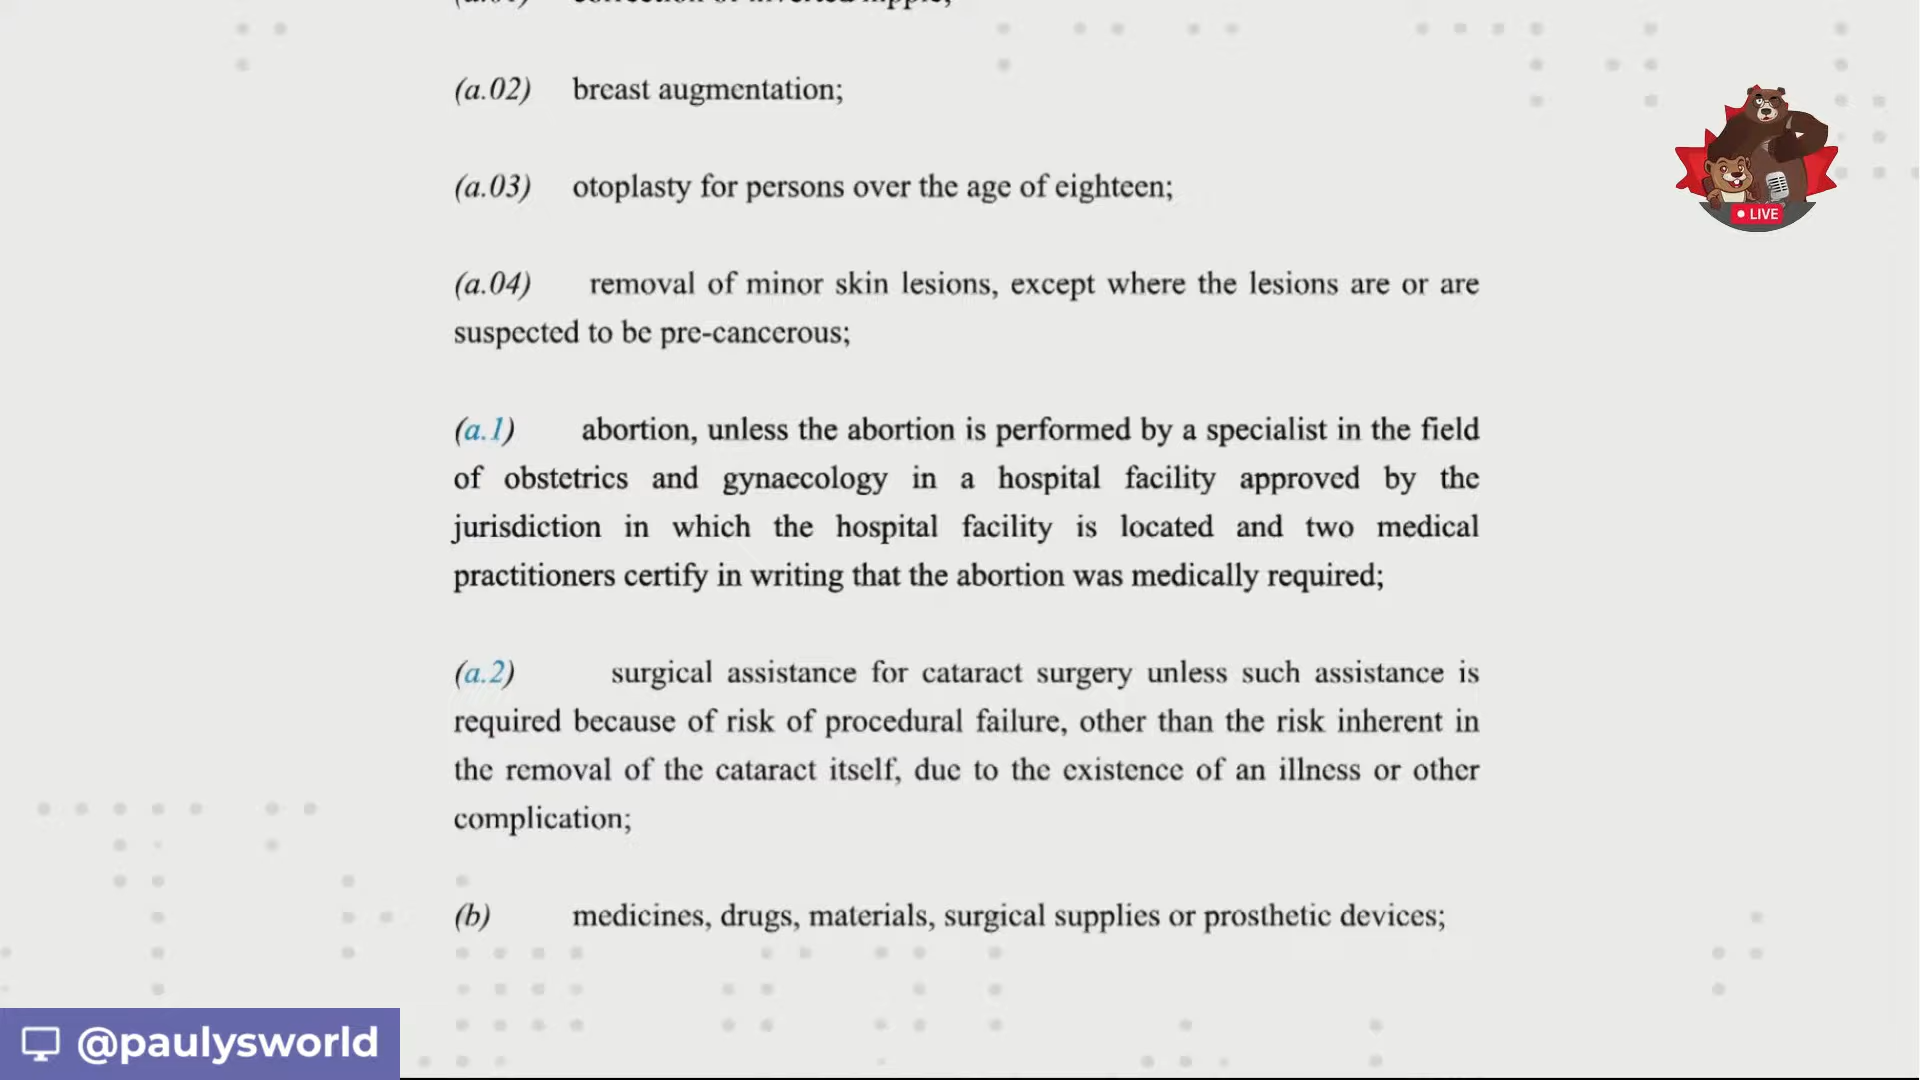 (a.01) correction of inverted nipple;
(a.02) breast augmentation;
(a.03) otoplasty for persons over the age of eighteen;
(a.04) removal of minor skin lesions, except where the lesions are or are
suspected to be pre-cancerous;
(a.1) abortion, unless the abortion is performed by a specialist in the field
of obstetrics and gynaecology in a hospital facility approved by the
jurisdiction in which the hospital facility is located and two medical
practitioners certify in writing that the abortion was medically required;
(a.2) surgical assistance for cataract surgery unless such assistance is
required because of risk of procedural failure, other than the risk inherent in
the removal of the cataract itself, due to the existence of an illness or other
complication;
(b) medicines, drugs, materials, surgical supplies or prosthetic devices;
LIVE
@paulysworld